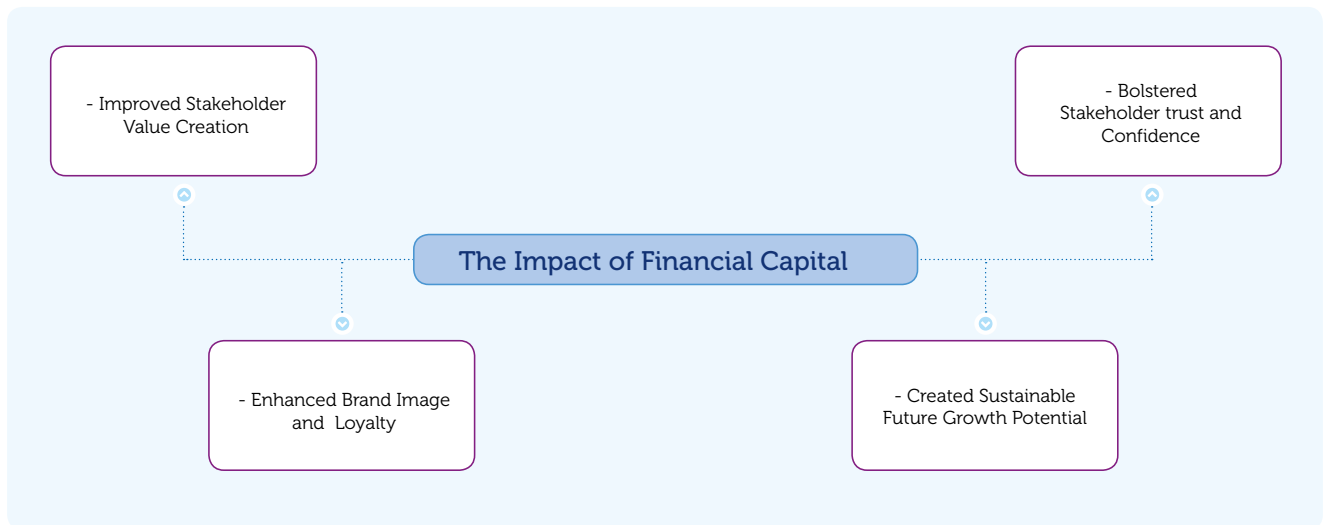 - Improved Stakeholder
Value Creation
- Bolstered
Stakeholder trust and
Confidence
The Impact of Financial Capital
- Enhanced Brand Image
and  Loyalty
- Created Sustainable
Future Growth Potential